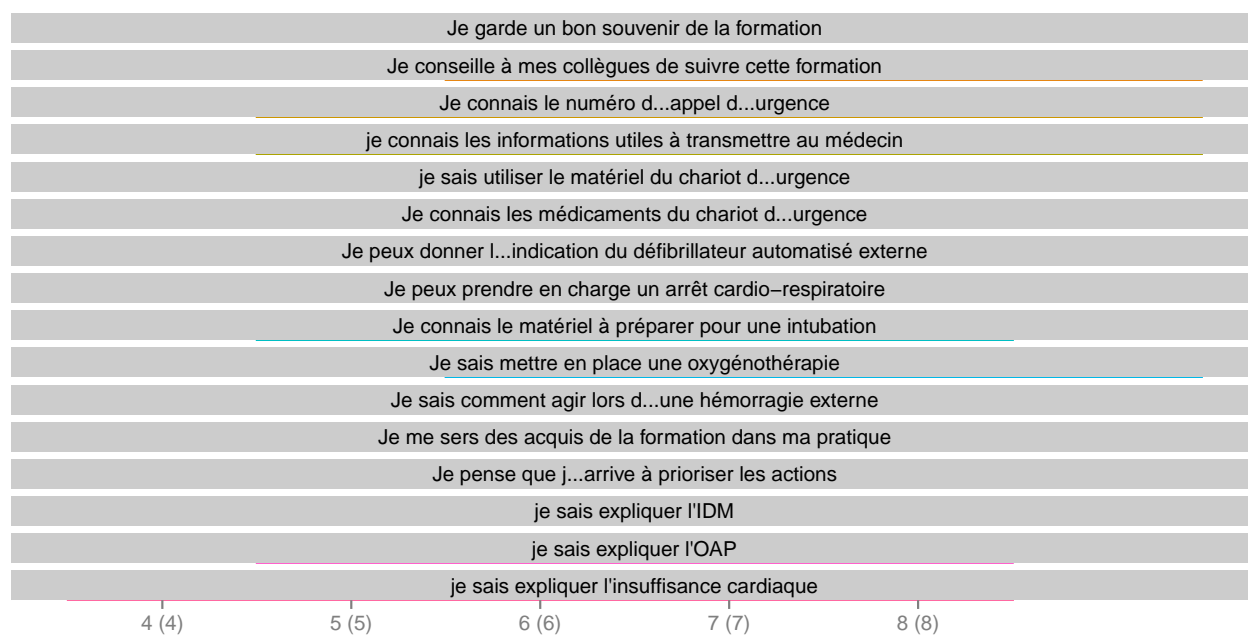 Je garde un bon souvenir de la formation
Je conseille à mes collègues de suivre cette formation
Je connais le numéro d...appel d...urgence
je connais les informations utiles à transmettre au médecin
je sais utiliser le matériel du chariot d...urgence
Je connais les médicaments du chariot d...urgence
Je peux donner l...indication du défibrillateur automatisé externe
Je peux prendre en charge un arrêt cardio−respiratoire
Je connais le matériel à préparer pour une intubation
Je sais mettre en place une oxygénothérapie
Je sais comment agir lors d...une hémorragie externe
Je me sers des acquis de la formation dans ma pratique
Je pense que j...arrive à prioriser les actions
je sais expliquer l'IDM
je sais expliquer l'OAP
je sais expliquer l'insuffisance cardiaque
4 (4) 5 (5) 6 (6) 7 (7) 8 (8)